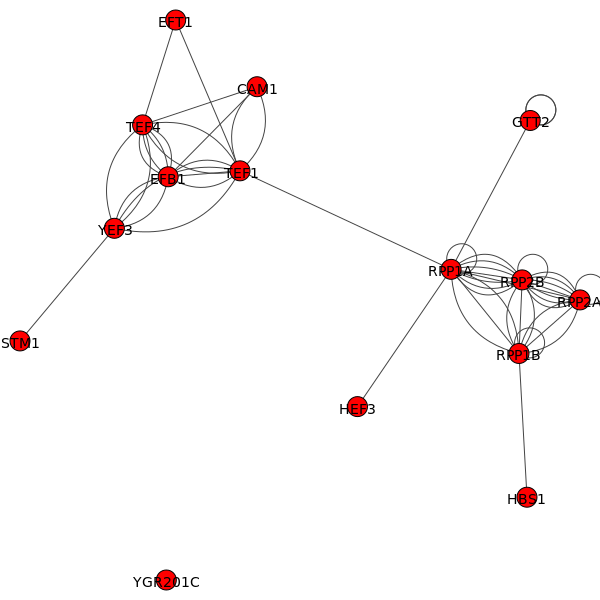 EFT1
CAM1
GTT2
TEF4
TEF1
EFB1
YEF3
RPP1A
RPP2B
RPP2A
STM1
RPP1B
HEF3
HBS1
YGR201C